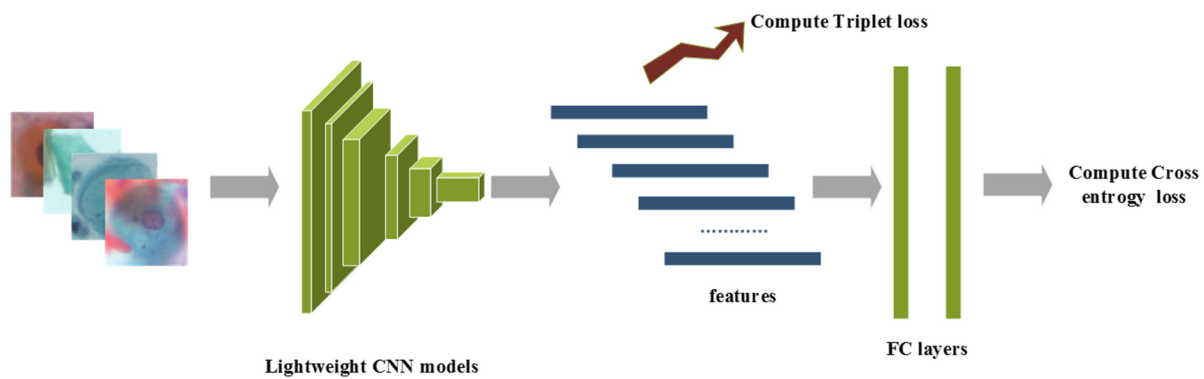 Compute Triplet loss
Compute Cross
entrogy loss
features
FC layers
Lightweight CNN models